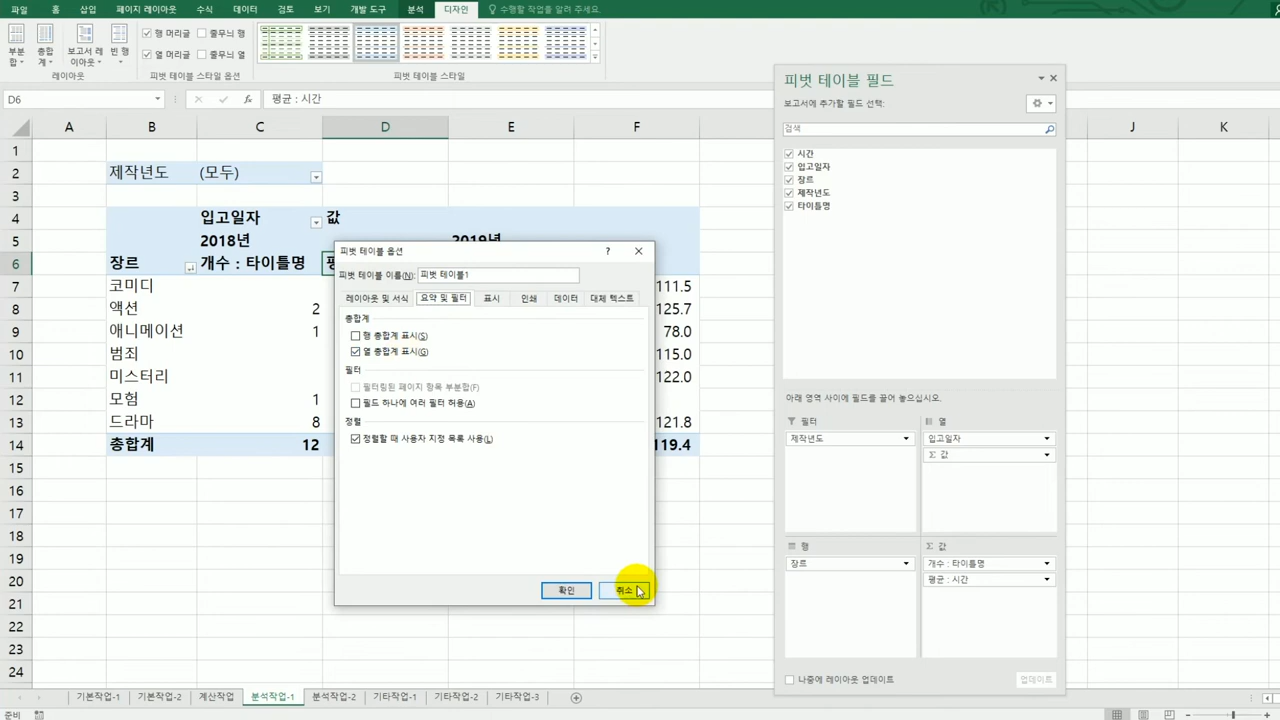 파일 홈 삽입 페이지 레이아웃 수식 데이터 검토 보기 개발 도구 분석 디자인 수행할 작업을 알려 주세요.
부분합 총합계 보고서 레이아웃 빈 행
행 머리글 줄무늬 행
열 머리글 줄무늬 열
레이아웃 피벗 테이블 스타일 옵션 피벗 테이블 스타일
D6 fx 평균 : 시간
A B C D E F J K
1
2 제작년도 (모두)
3
4 입고일자 값
5 2018년 2019년
6 장르 개수 : 타이틀명
7 코미디 111.5
8 액션 2 125.7
9 애니메이션 1 78.0
10 범죄 115.0
11 미스터리 122.0
12 모험 1
13 드라마 8 121.8
14 총합계 12 119.4
15
16
17
18
19
20
21
22
23
24
피벗 테이블 옵션 ?
피벗 테이블 이름(N): 피벗 테이블1
레이아웃 및 서식 요약 및 필터 표시 인쇄 데이터 대체 텍스트
총합계
행 총합계 표시(S)
열 총합계 표시(G)
필터
필터링된 페이지 항목 부분합(F)
필드 하나에 여러 필터 허용(A)
정렬
정렬할 때 사용자 지정 목록 사용(L)
확인 취소
피벗 테이블 필드
보고서에 추가할 필드 선택:
검색
시간
입고일자
장르
제작년도
타이틀명
아래 영역 사이에 필드를 끌어 놓으십시오.
필터 열
제작년도 입고일자
Σ 값
행 Σ 값
장르 개수 : 타이틀명
평균 : 시간
나중에 레이아웃 업데이트 업데이트
기본작업-1 기본작업-2 계산작업 분석작업-1 분석작업-2 기타작업-1 기타작업-2 기타작업-3
준비